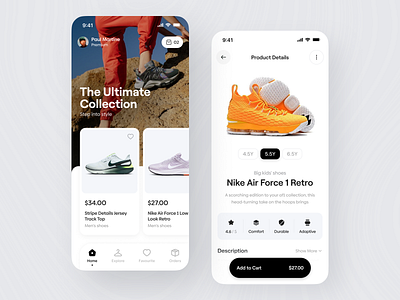 9:41
Paul Martine
Premium
02
The Ultimate
Collection
Step into style
$34.00
Stripe Details Jersey
Track Top
Men's shoes
$27.00
Nike Air Force 1 Low
Look Retro
Men's shoes
Home
Explore
Favourite
Orders
9:41
Product Details
4-5Y
5.5Y
6-5Y
Big kids' shoes
Nike Air Force 1 Retro
A scorching edition to your off collection, this
head-turning take on the hoops brings
4.6 / 5
Comfort
Durable
Adaptive
Description
Show More
Add to Cart
$27.00